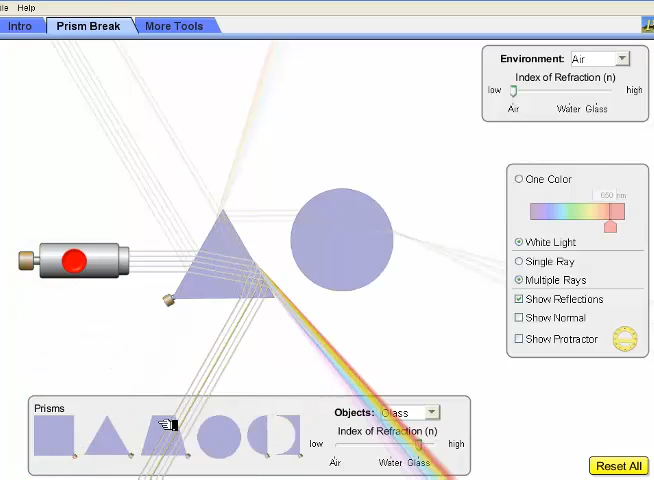 Help
Intro
Prism Break
More Tools
Environment: Air
Index of Refraction (n)
low
high
Air
Water
Glass
One Color
650 nm
White Light
Single Ray
Multiple Rays
Show Reflections
Show Normal
Show Protractor
Prisms
Objects: Glass
Index of Refraction (n)
low
high
Air
Water
Glass
Reset All